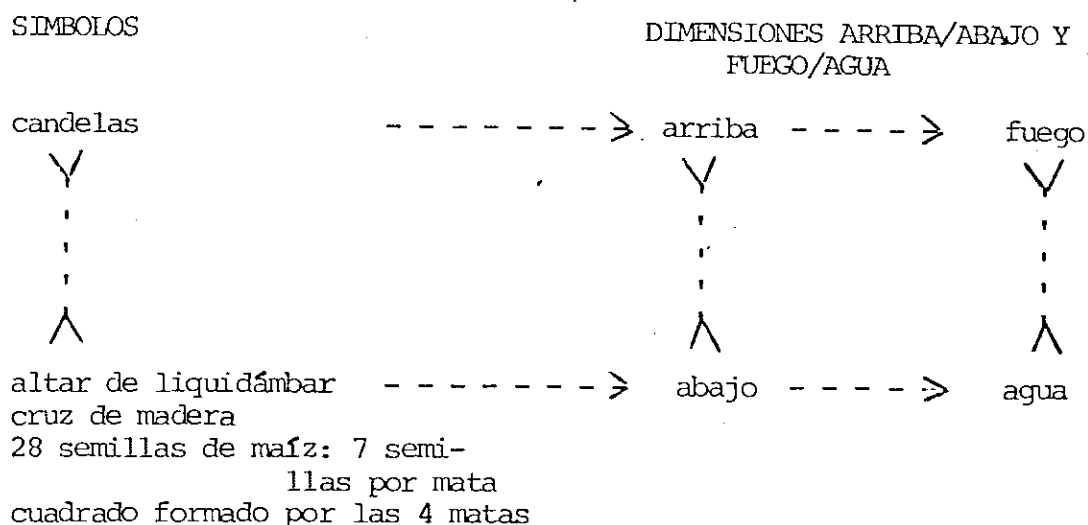 SIMBOLOS
DIMENSIONES ARRIBA/ABAJO Y
FUEGO/AGUA
candelas
arriba
fuego
altar de liquidámbar
abajo
agua
cruz de madera
28 semillas de maíz: 7 semi-
llas por mata
cuadrado formado por las 4 matas